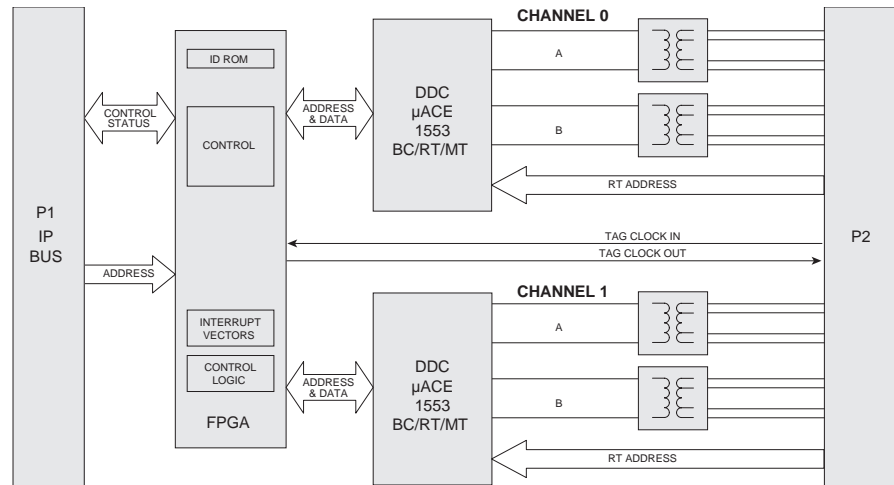 P1
IP
BUS
CONTROL
STATUS
ADDRESS
ID ROM
CONTROL
INTERRUPT
VECTORS
CONTROL
LOGIC
FPGA
ADDRESS
& DATA
DDC
µACE
1553
BC/RT/MT
CHANNEL 0
A
B
RT ADDRESS
TAG CLOCK IN
TAG CLOCK OUT
ADDRESS
& DATA
DDC
µACE
1553
BC/RT/MT
CHANNEL 1
A
B
RT ADDRESS
P2